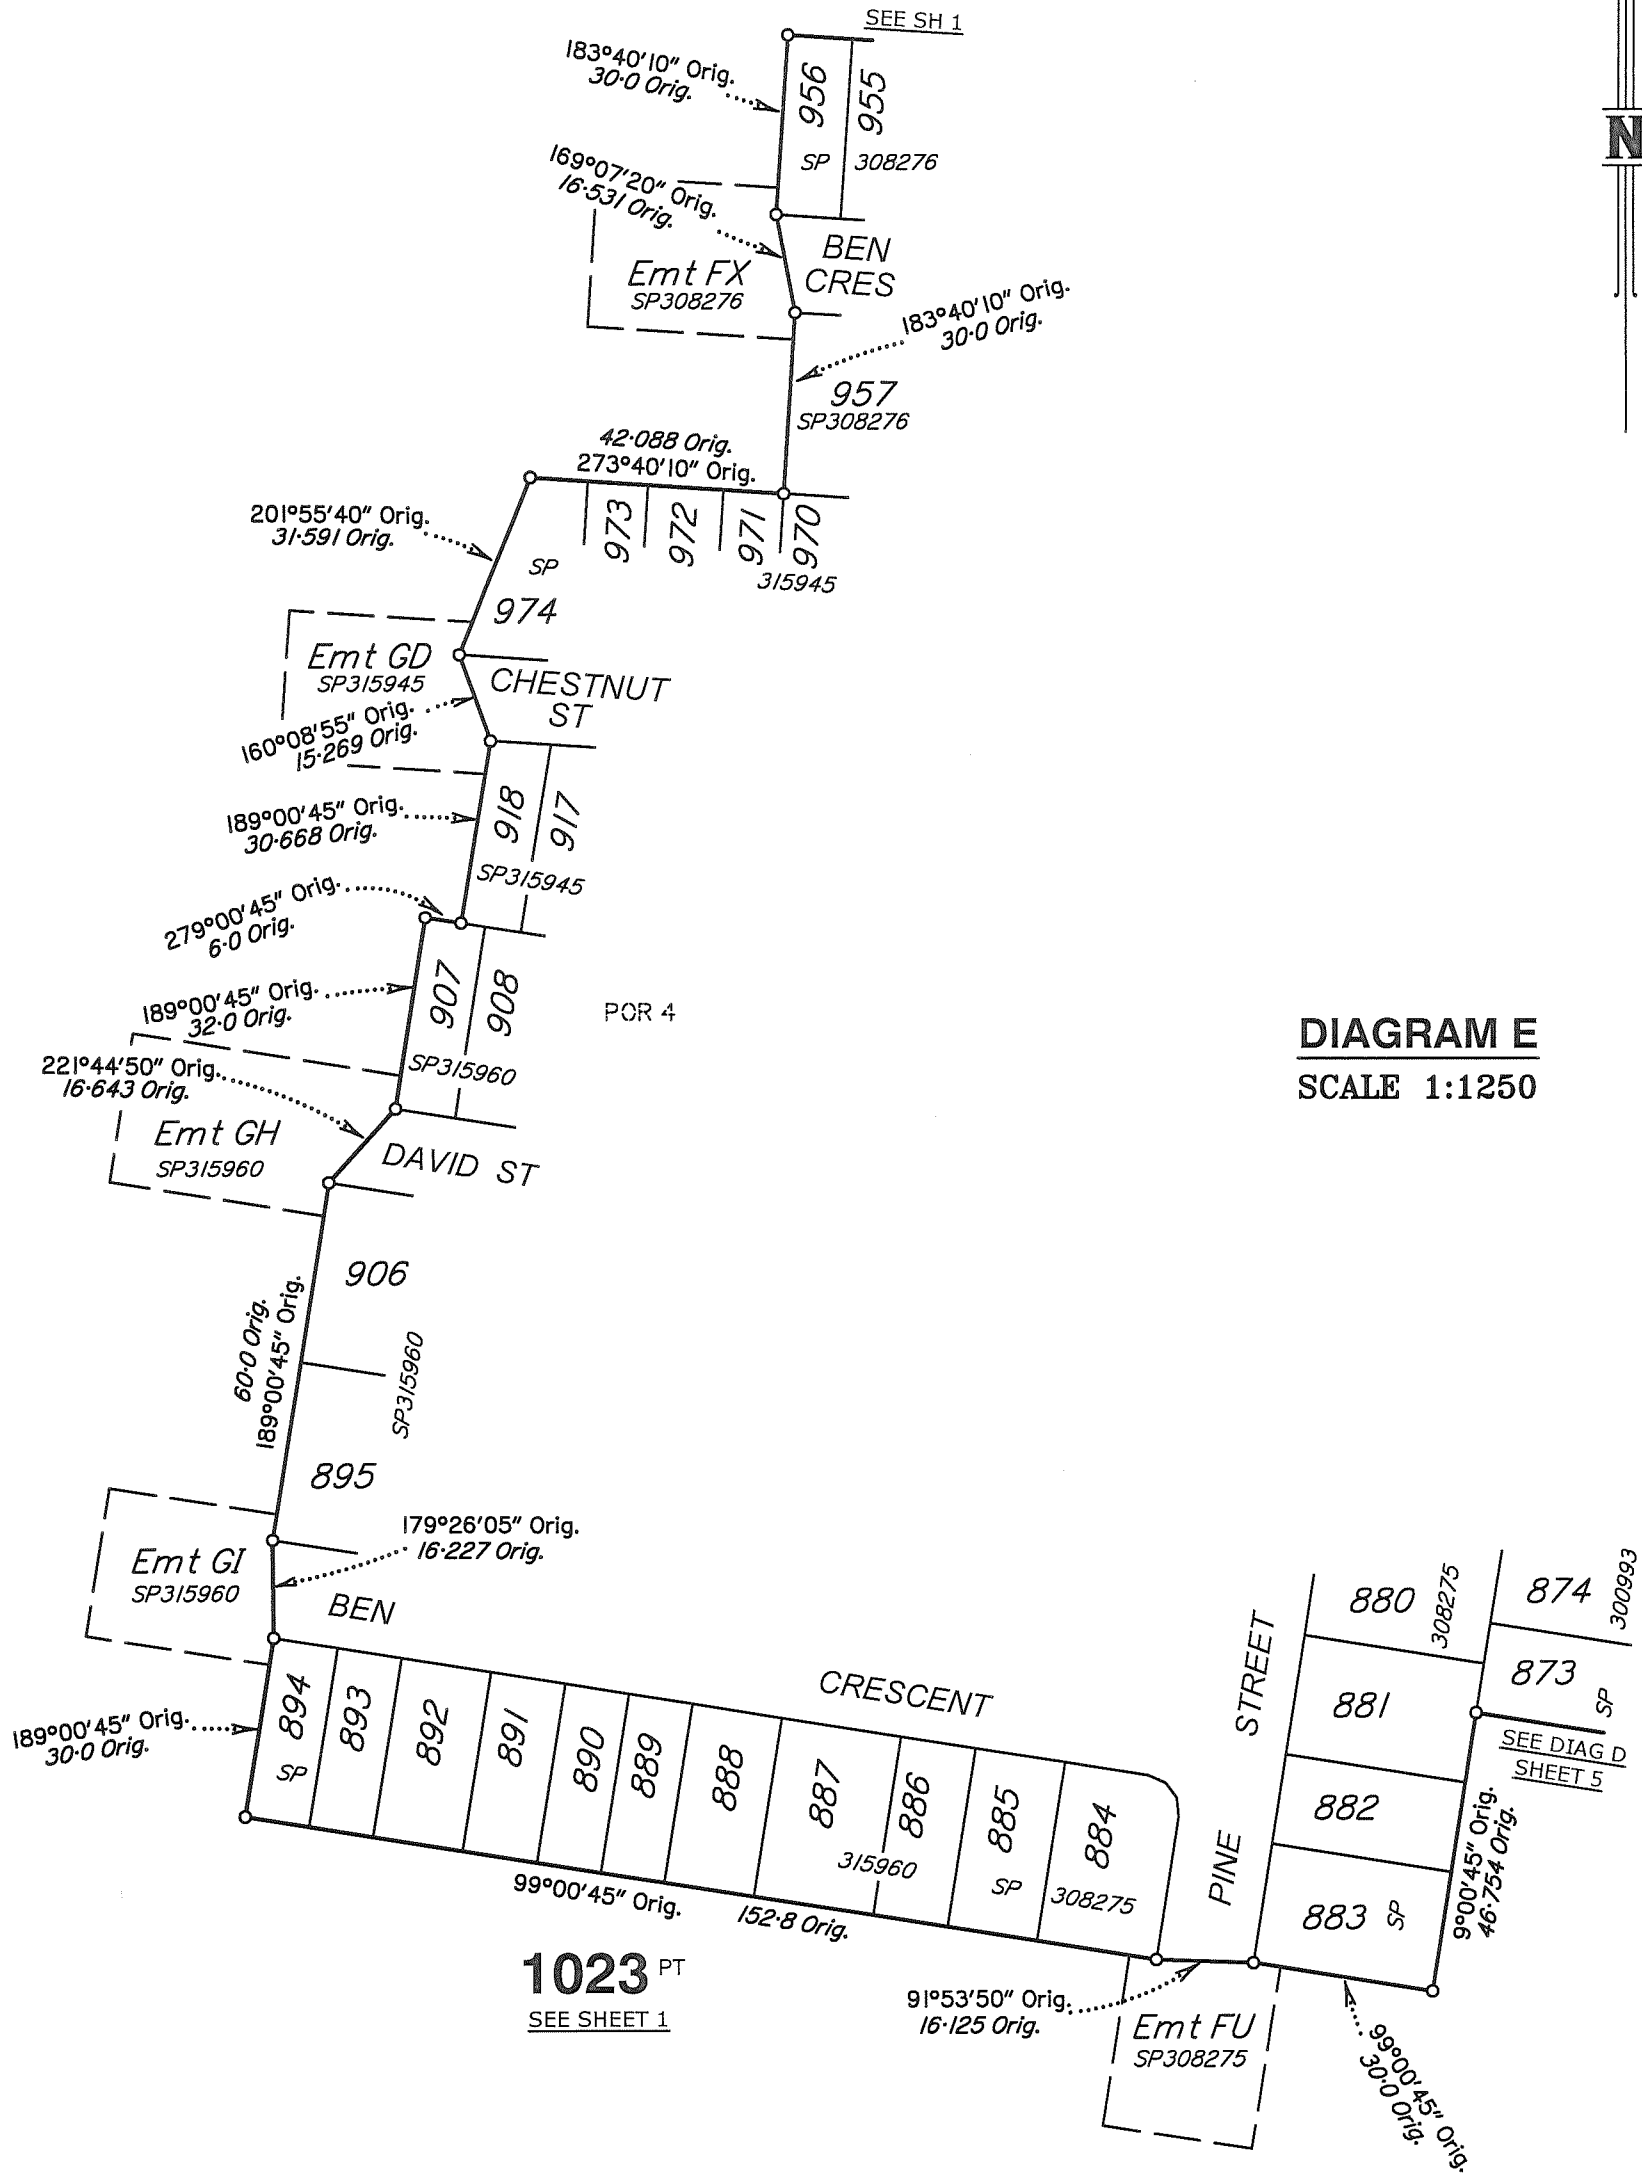 SEE SH 1
183°40'10" Orig.
30·0 Orig.
956
955
SP 308276
N
169°07'20" Orig.
16·531 Orig.
BEN
CRES
Emt FX
SP308276
183°40'10" Orig.
30·0 Orig.
957
SP308276
42·088 Orig.
273°40'10" Orig.
201°55'40" Orig.
31·591 Orig.
973
972
971
970
SP
315945
974
Emt GD
SP315945
CHESTNUT
ST
160°08'55" Orig.
15·269 Orig.
189°00'45" Orig.
30·668 Orig.
918
917
SP315945
279°00'45" Orig.
6·0 Orig.
907
908
189°00'45" Orig.
32·0 Orig.
POR 4
DIAGRAM E
SCALE 1:1250
SP315960
221°44'50" Orig.
16·643 Orig.
Emt GH
SP315960
DAVID ST
906
60·0 Orig.
189°00'45" Orig.
SP315960
895
179°26'05" Orig.
16·227 Orig.
Emt GI
SP315960
BEN
CRESCENT
STREET
PINE
880
308275
874
300993
873
SP
881
SEE DIAG D
SHEET 5
882
883
SP
9°00'45" Orig.
46·754 Orig.
189°00'45" Orig.
30·0 Orig.
894
893
892
891
890
889
888
887
886
885
884
SP
315960
SP
308275
99°00'45" Orig.
152·8 Orig.
1023 PT
SEE SHEET 1
91°53'50" Orig.
16·125 Orig.
Emt FU
SP308275
99°00'45" Orig.
30·0 Orig.